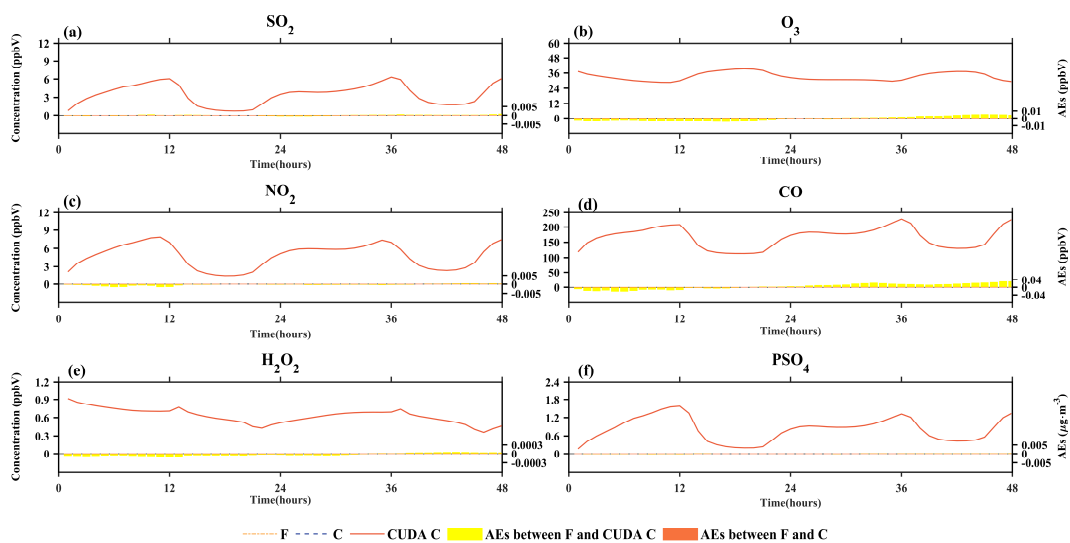 (a) SO2
Concentration (ppbV)
12
9
6
3
0
0.005
0
-0.005
0 12 24 36 48
Time(hours)
(b) O3
60
48
36
24
12
0
0.01
0
-0.01
AEs (ppbV)
0 12 24 36 48
Time(hours)
(c) NO2
Concentration (ppbV)
12
9
6
3
0
0.005
0
-0.005
0 12 24 36 48
Time(hours)
(d) CO
250
200
150
100
50
0
0.04
0
-0.04
AEs (ppbV)
0 12 24 36 48
Time(hours)
(e) H2O2
Concentration (ppbV)
1.2
0.9
0.6
0.3
0
0.0003
0
-0.0003
0 12 24 36 48
Time(hours)
(f) PSO4
2.4
1.8
1.2
0.6
0
0.005
0
-0.005
AEs (μg·m-3)
0 12 24 36 48
Time(hours)
F C CUDA C AEs between F and CUDA C AEs between F and C